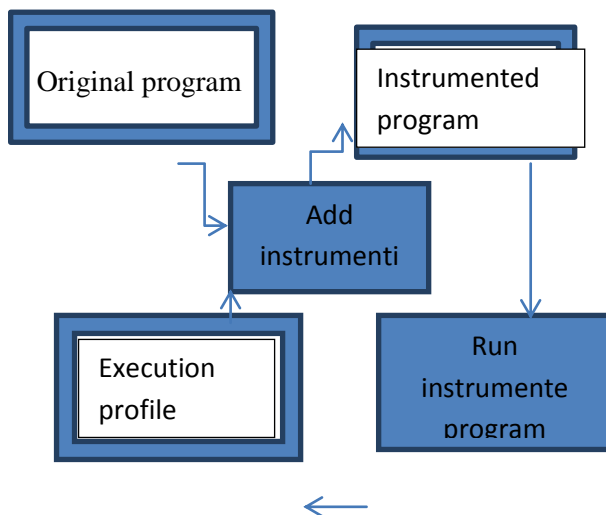 Original program
Instrumented
program
Add
instrumenti
Execution
profile
Run
instrumente
program